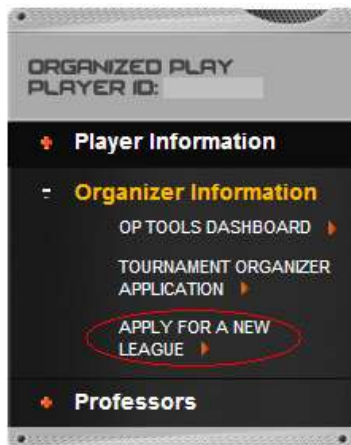 ORGANIZED PLAY
PLAYER ID:
Player Information
Organizer Information
OP TOOLS DASHBOARD
TOURNAMENT ORGANIZER
APPLICATION
APPLY FOR A NEW
LEAGUE
Professors